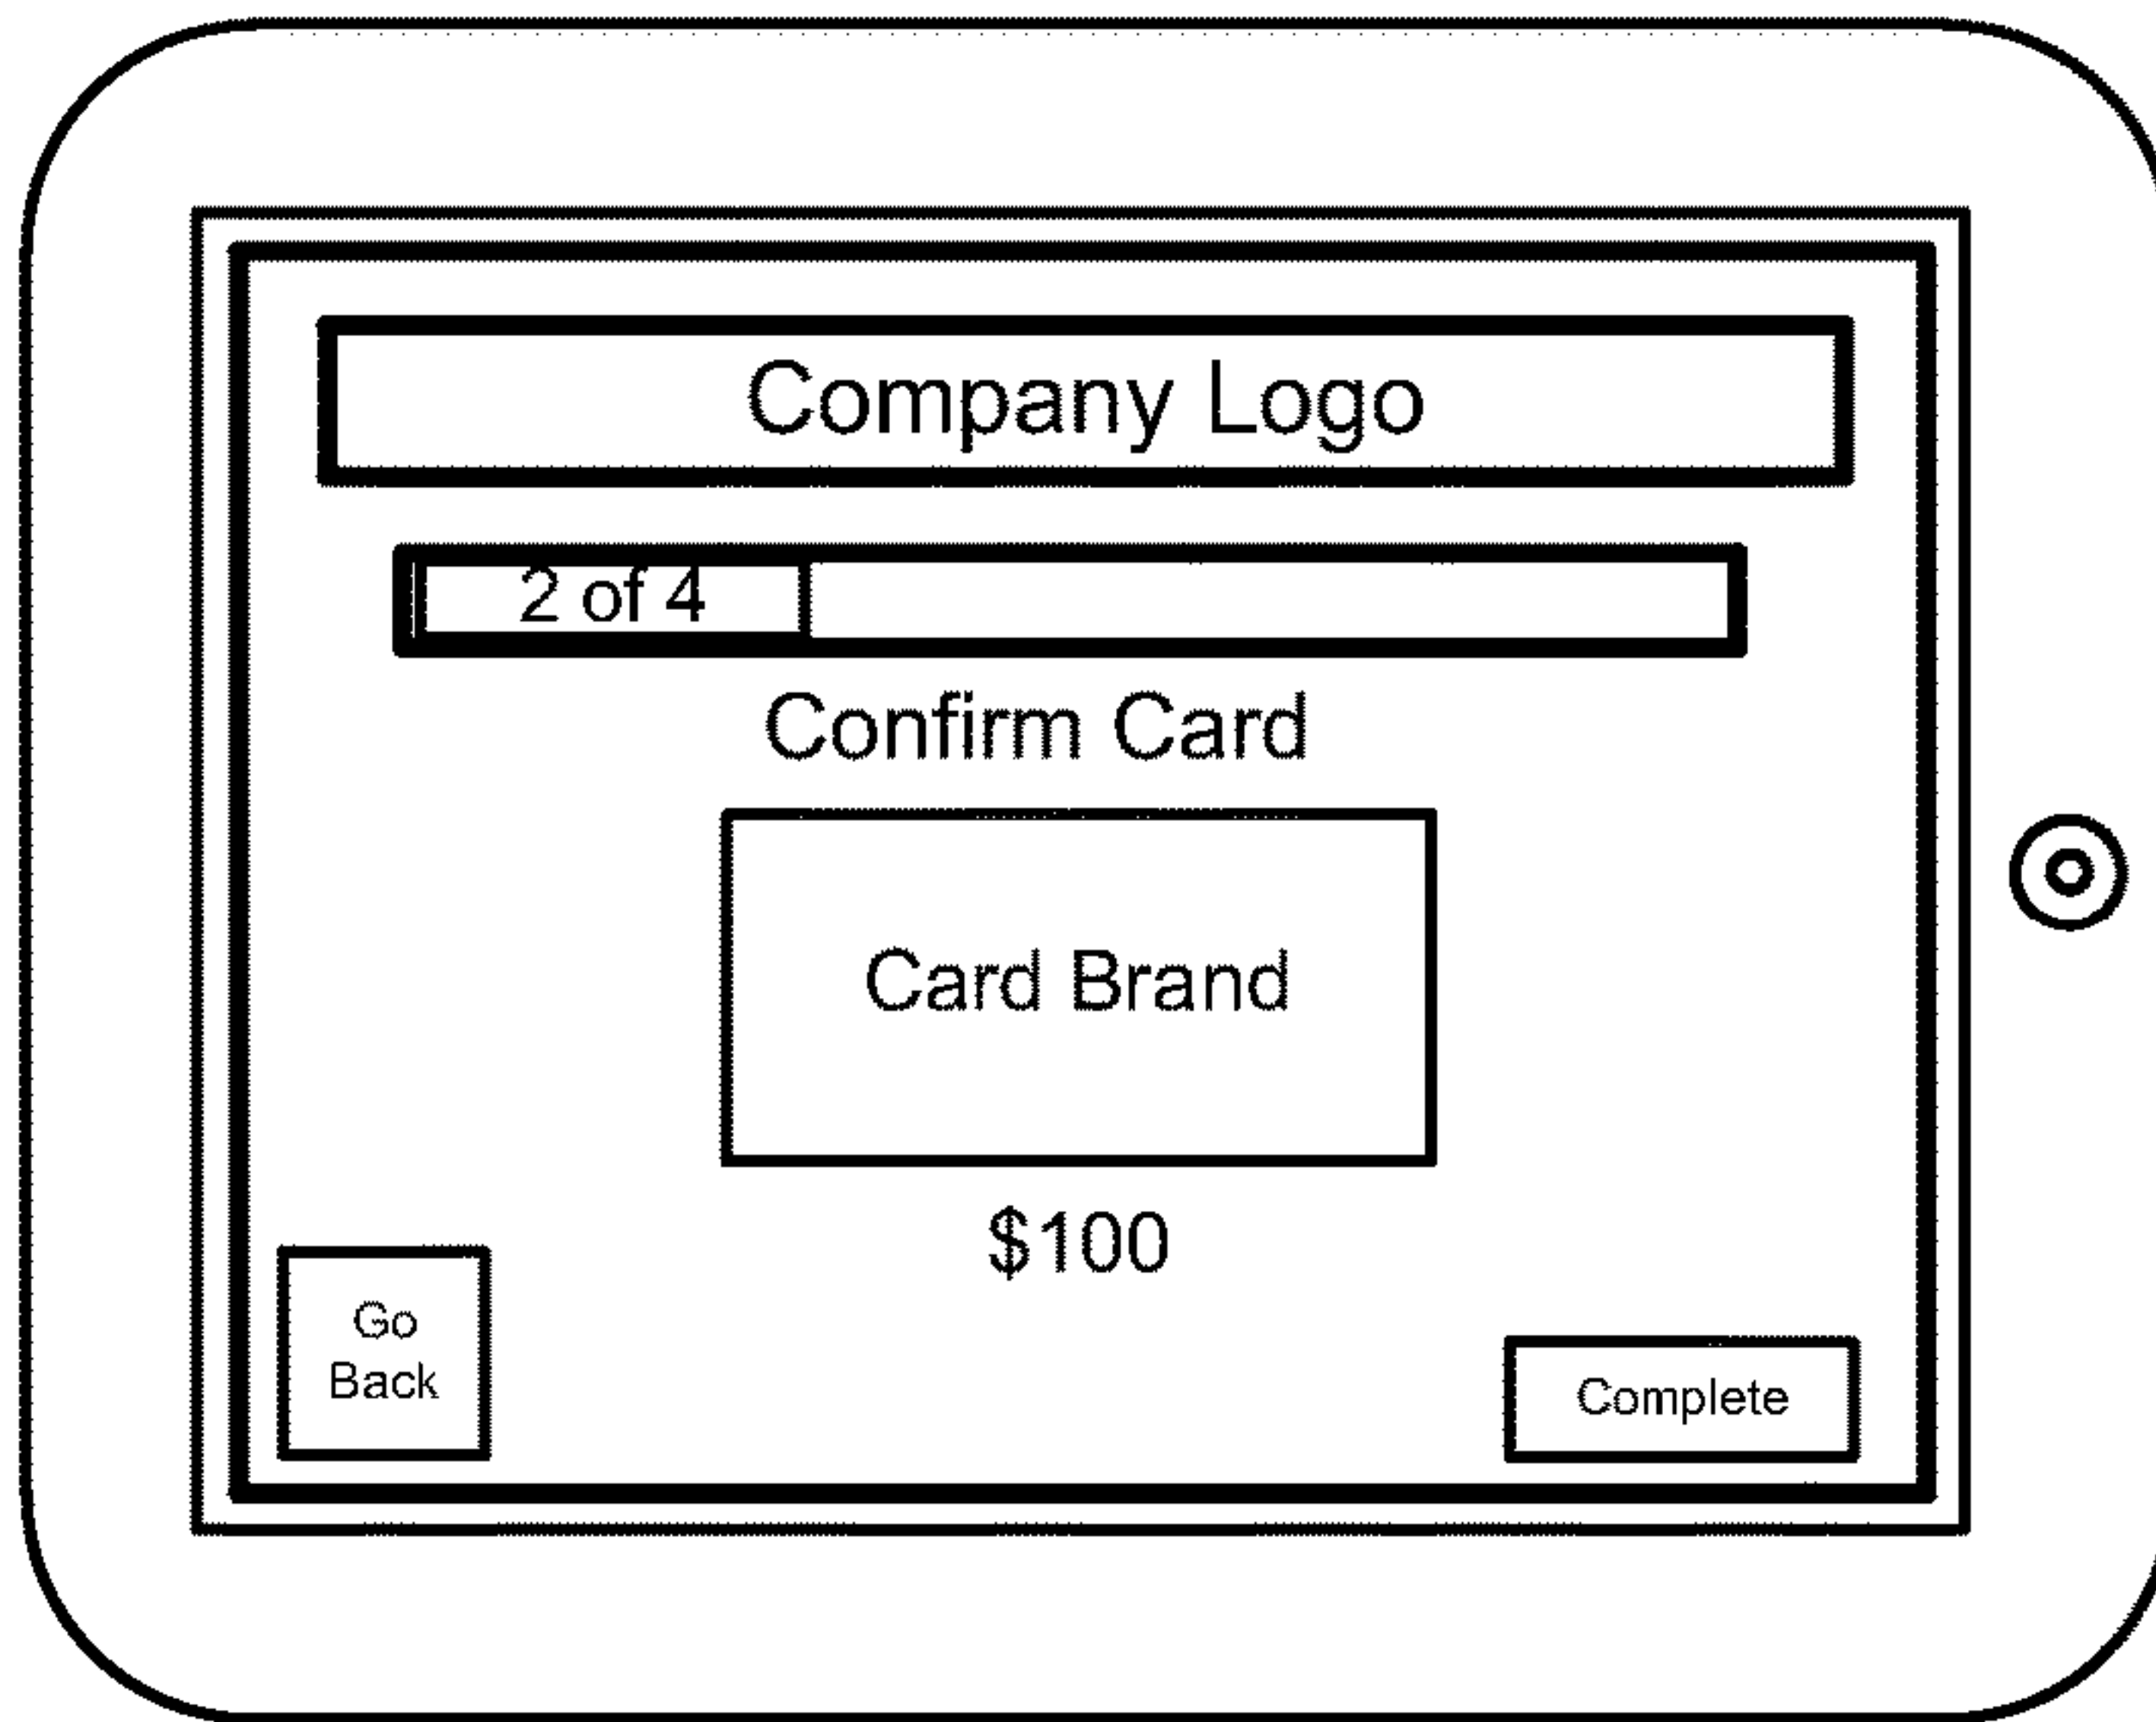 Company Logo
2 of 4
Confirm Card
Card Brand
$100
Go
Back
Complete